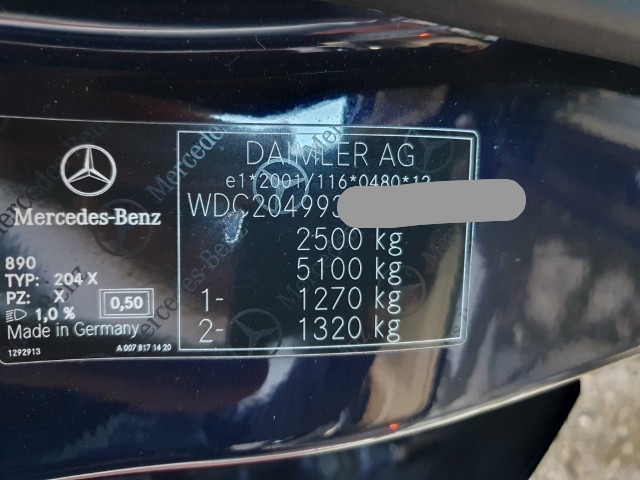 Mercedes-Benz
890
TYP: 204 X
PZ: X
1,0 %
0,50
Made in Germany
1292913
A 007 817 14 20
DAIMLER AG
e1*2001/116*0480*12
WDC204993
2500 kg
5100 kg
1- 1270 kg
2- 1320 kg